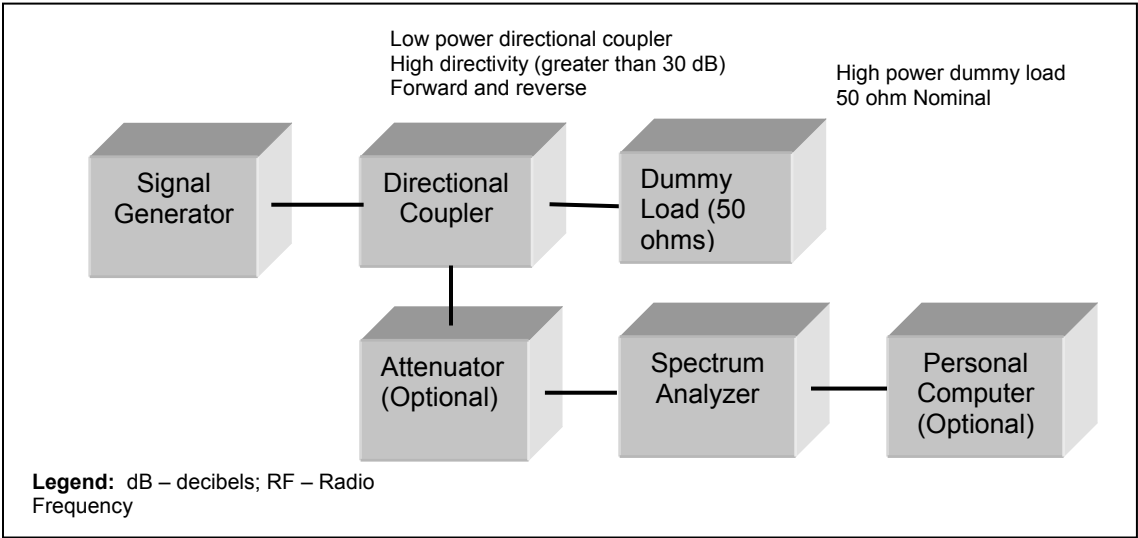 Low power directional coupler
High directivity (greater than 30 dB)
Forward and reverse
High power dummy load
50 ohm Nominal
Signal
Generator
Directional
Coupler
Dummy
Load (50
ohms)
Attenuator
(Optional)
Spectrum
Analyzer
Personal
Computer
(Optional)
Legend: dB – decibels; RF – Radio
Frequency